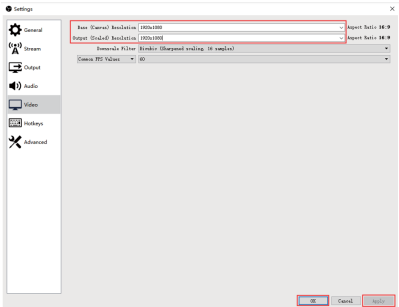 Settings
General
Stream
Output
Audio
Video
Hotkeys
Advanced
Base (Canvas) Resolution 1920x1080 Aspect Ratio 16:9
Output (Scaled) Resolution 1920x1080 Aspect Ratio 16:9
Downscale Filter Bicubic (Sharpened scaling, 16 samples)
Common FPS Values 60
OK Cancel Apply